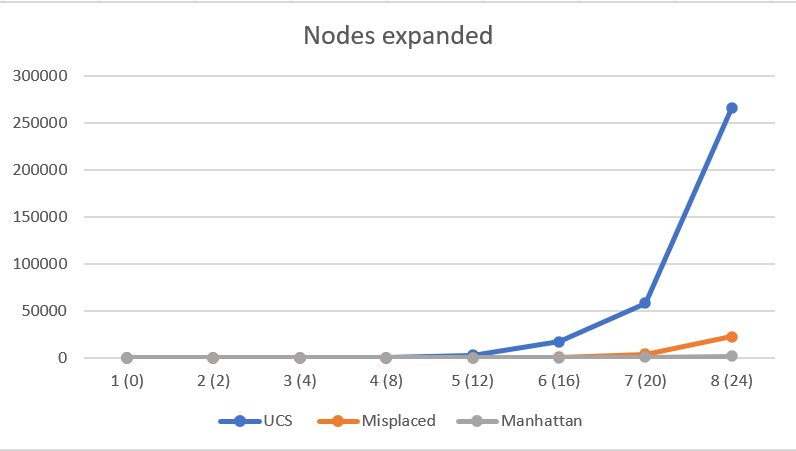 Nodes expanded
300000
250000
200000
150000
100000
50000
0
1 (0) 2 (2) 3 (4) 4 (8) 5 (12) 6 (16) 7 (20) 8 (24)
UCS Misplaced Manhattan